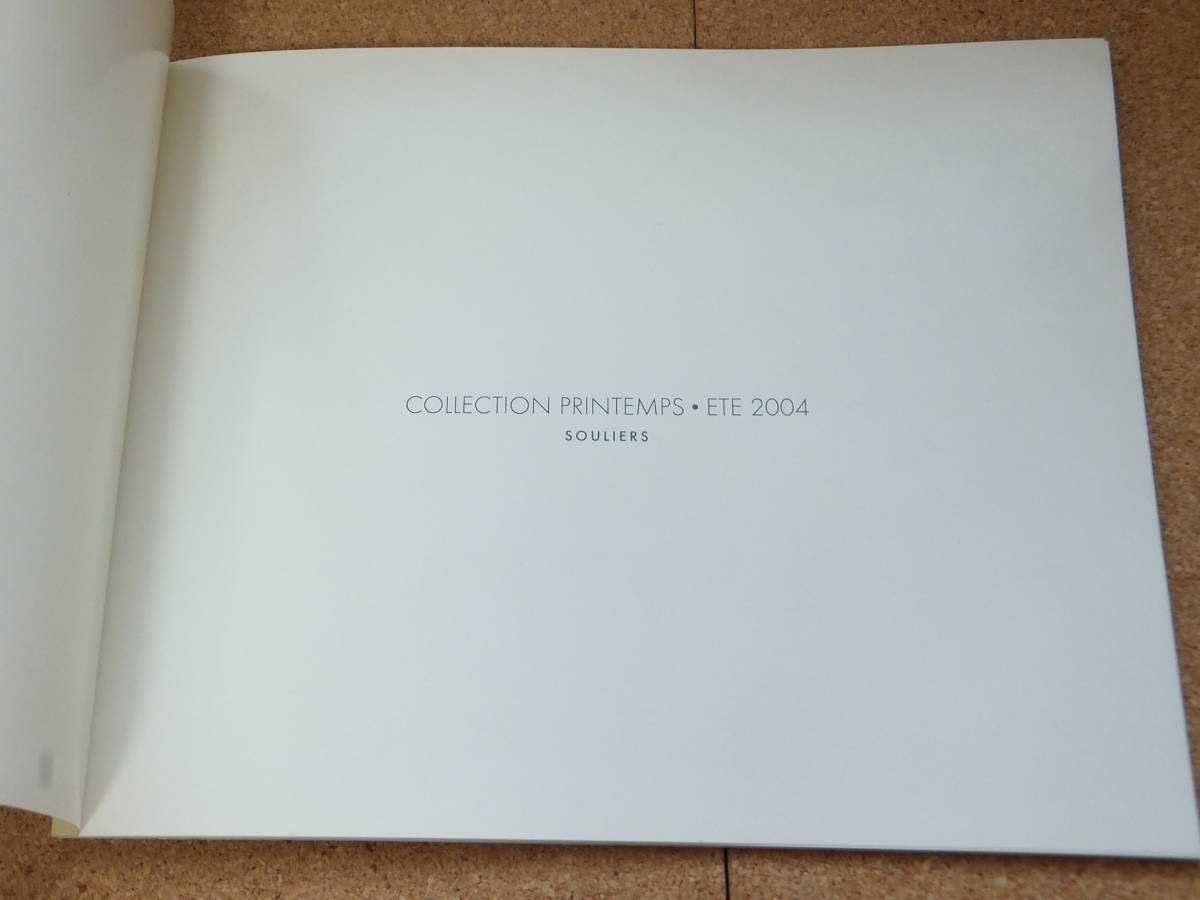 COLLECTION PRINTEMPS • ETE 2004
SOULIERS